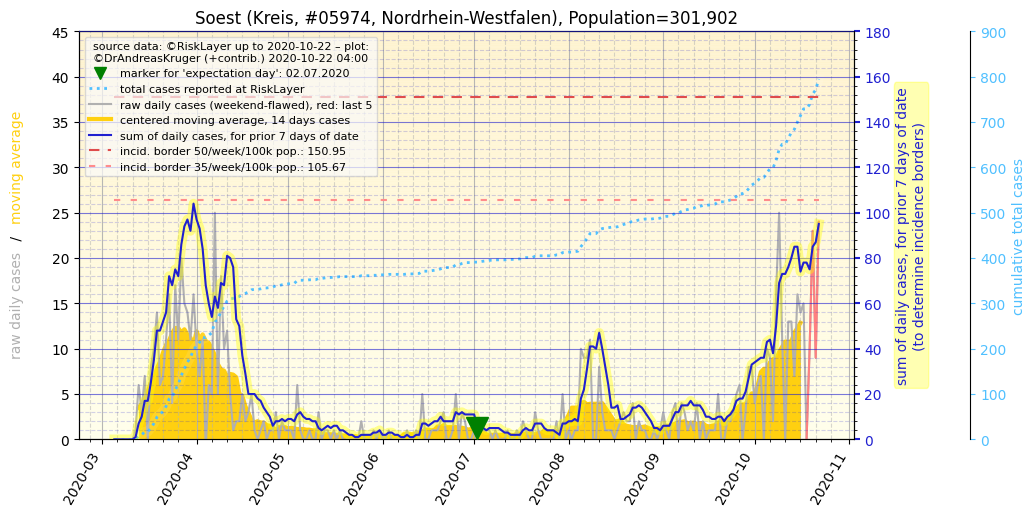 Soest (Kreis, #05974, Nordrhein-Westfalen), Population=301,902
source data: ©RiskLayer up to 2020-10-22 – plot:
©DrAndreasKruger (+contrib.) 2020-10-22 04:00
marker for 'expectation day': 02.07.2020
total cases reported at RiskLayer
raw daily cases (weekend-flawed), red: last 5
centered moving average, 14 days cases
sum of daily cases, for prior 7 days of date
incid. border 50/week/100k pop.: 150.95
incid. border 35/week/100k pop.: 105.67
raw daily cases / moving average
45
40
35
30
25
20
15
10
5
0
2020-03
2020-04
2020-05
2020-06
2020-07
2020-08
2020-09
2020-10
2020-11
180
160
140
120
100
80
60
40
20
0
sum of daily cases, for prior 7 days of date
(to determine incidence borders)
900
800
700
600
500
400
300
200
100
0
cumulative total cases